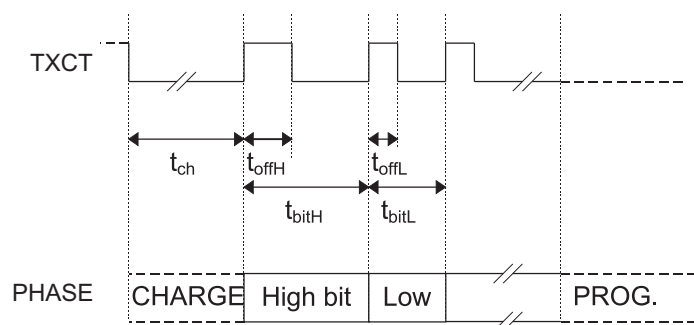 TXCT
t_ch
t_offH
t_offL
t_bitH
t_bitL
PHASE
CHARGE
High bit
Low
PROG.